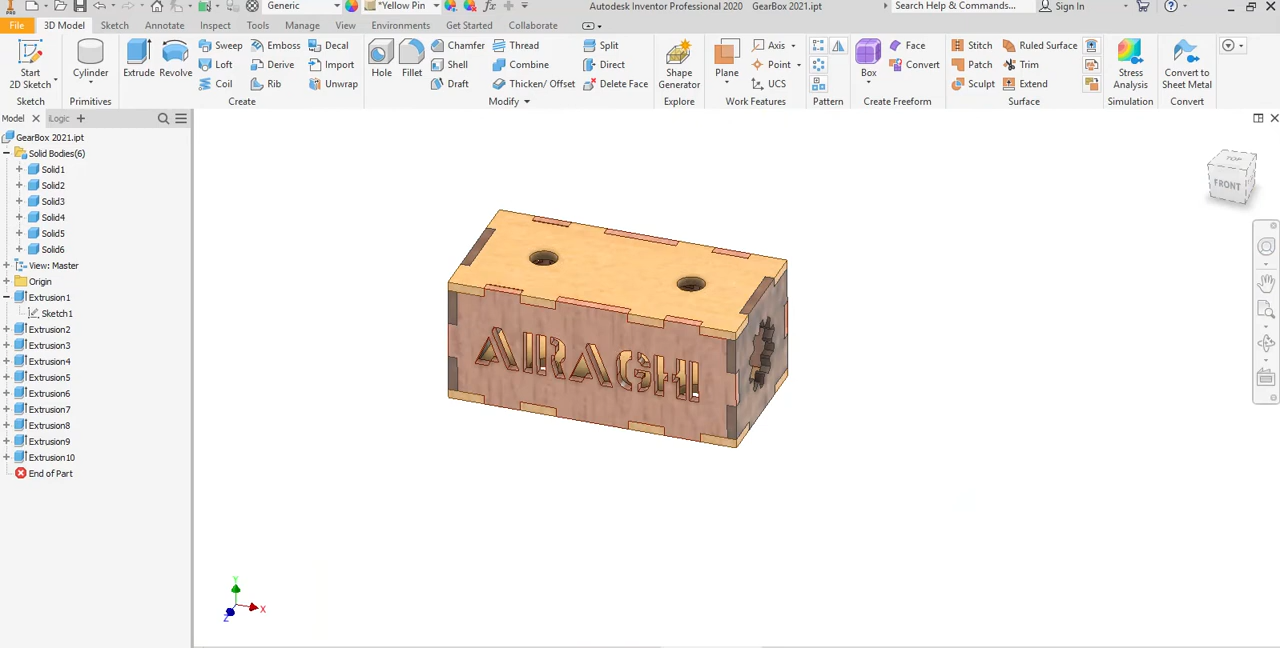 PRO Generic *Yellow Pin fx Autodesk Inventor Professional 2020 GearBox 2021.ipt Search Help & Commands... Sign In ?
File 3D Model Sketch Annotate Inspect Tools Manage View Environments Get Started Collaborate
Start
2D Sketch
Sketch
Cylinder
Primitives
Extrude Revolve
Sweep Emboss Decal
Loft Derive Import
Coil Rib Unwrap
Create
Hole Fillet
Chamfer Thread Split
Shell Combine Direct
Draft Thicken/ Offset Delete Face
Modify
Shape
Generator
Explore
Plane
Axis
Point
UCS
Work Features
Pattern
Box
Face
Convert
Create Freeform
Stitch Ruled Surface
Patch Trim
Sculpt Extend
Surface
Stress
Analysis
Simulation
Convert to
Sheet Metal
Convert
Model iLogic
GearBox 2021.ipt
Solid Bodies(6)
Solid1
Solid2
Solid3
Solid4
Solid5
Solid6
View: Master
Origin
Extrusion1
Sketch1
Extrusion2
Extrusion3
Extrusion4
Extrusion5
Extrusion6
Extrusion7
Extrusion8
Extrusion9
Extrusion10
End of Part
AIRAGHI
TOP
FRONT
Y
X
Z